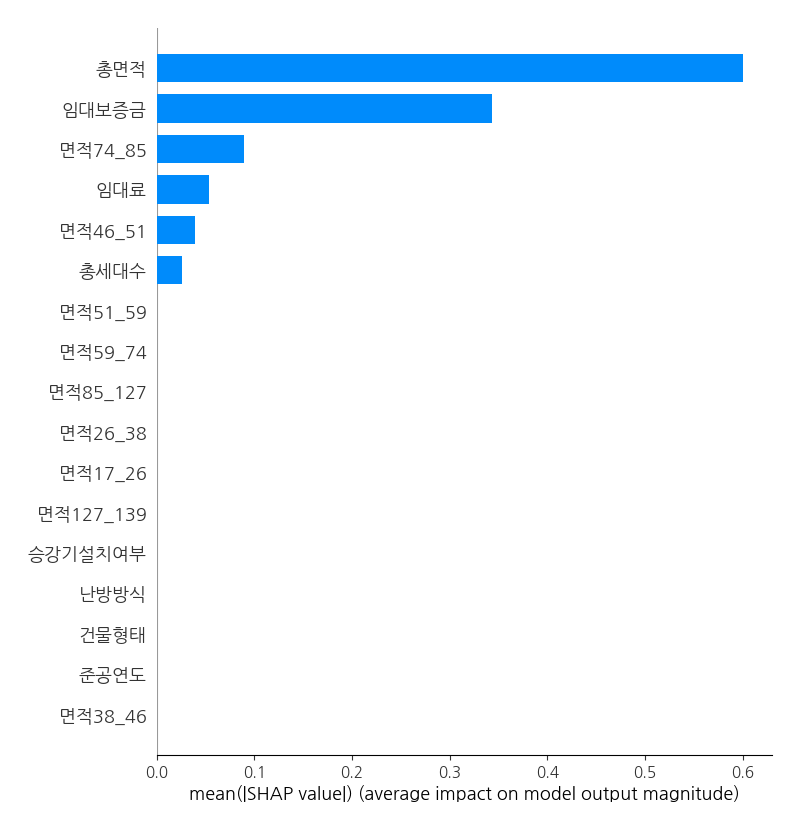 총면적
임대보증금
면적74_85
임대료
면적46_51
총세대수
면적51_59
면적59_74
면적85_127
면적26_38
면적17_26
면적127_139
승강기설치여부
난방방식
건물형태
준공연도
면적38_46
0.0 0.1 0.2 0.3 0.4 0.5 0.6
mean(|SHAP value|) (average impact on model output magnitude)